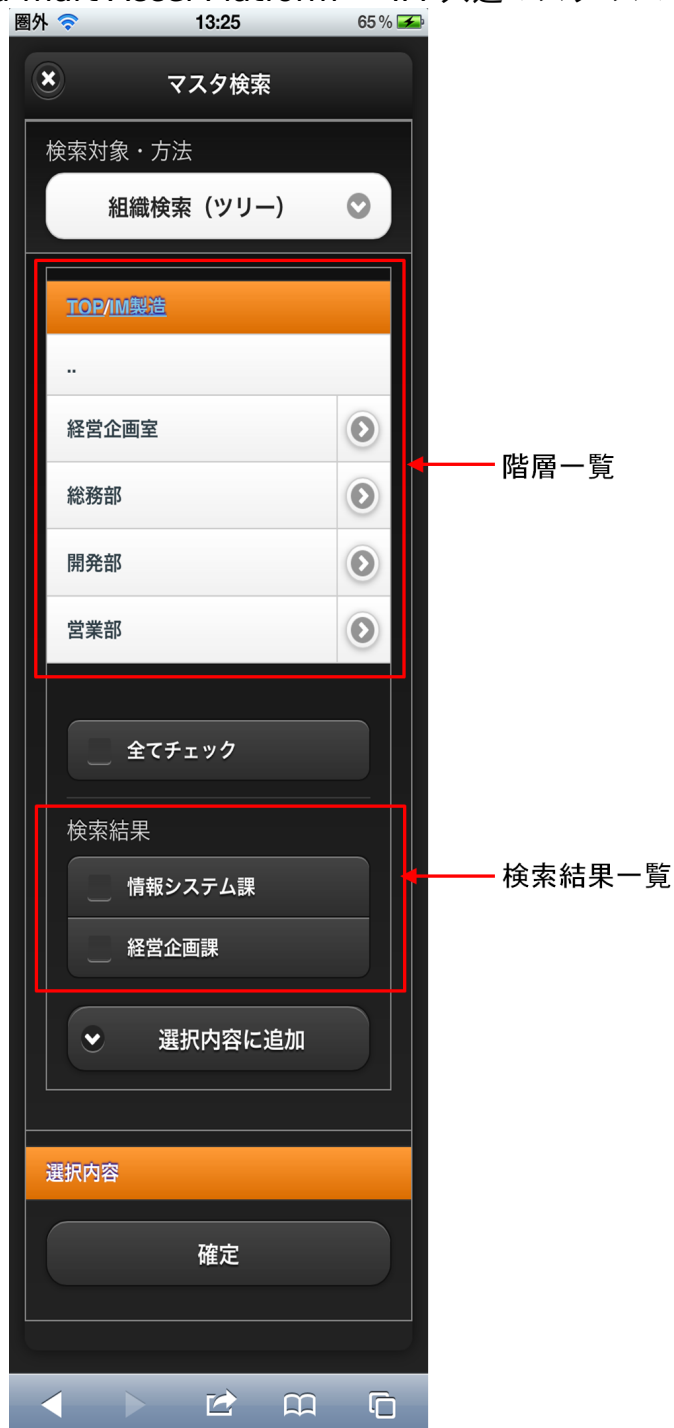 圏外 13:25 65%
マスタ検索
検索対象・方法
組織検索（ツリー）
TOP/IM製造
..
経営企画室
総務部
開発部
営業部
階層一覧
全てチェック
検索結果
情報システム課
経営企画課
検索結果一覧
選択内容に追加
選択内容
確定